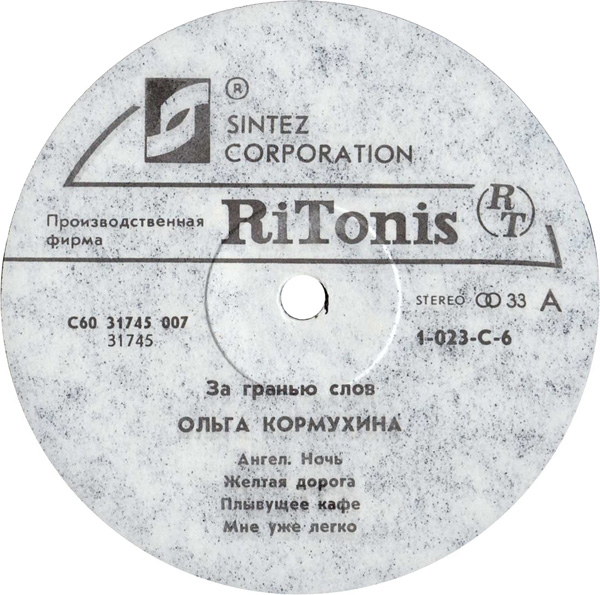 ®
SINTEZ
CORPORATION
Производственная
фирма
RiTonis
RT
STEREO 33 A
С60 31745 007
31745
1-023-С-6
За гранью слов
ОЛЬГА КОРМУХИНА
Ангел. Ночь
Желтая дорога
Плывущее кафе
Мне уже легко